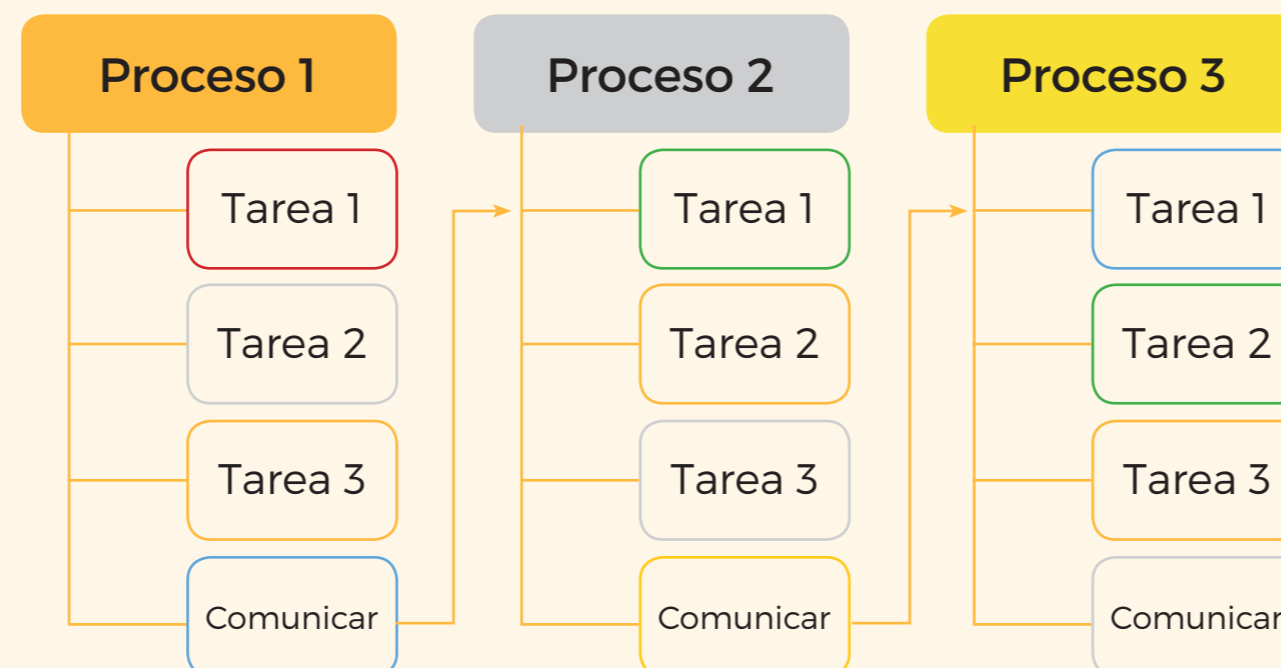 Proceso 1
Tarea 1
Tarea 2
Tarea 3
Comunicar
Proceso 2
Tarea 1
Tarea 2
Tarea 3
Comunicar
Proceso 3
Tarea 1
Tarea 2
Tarea 3
Comunicar